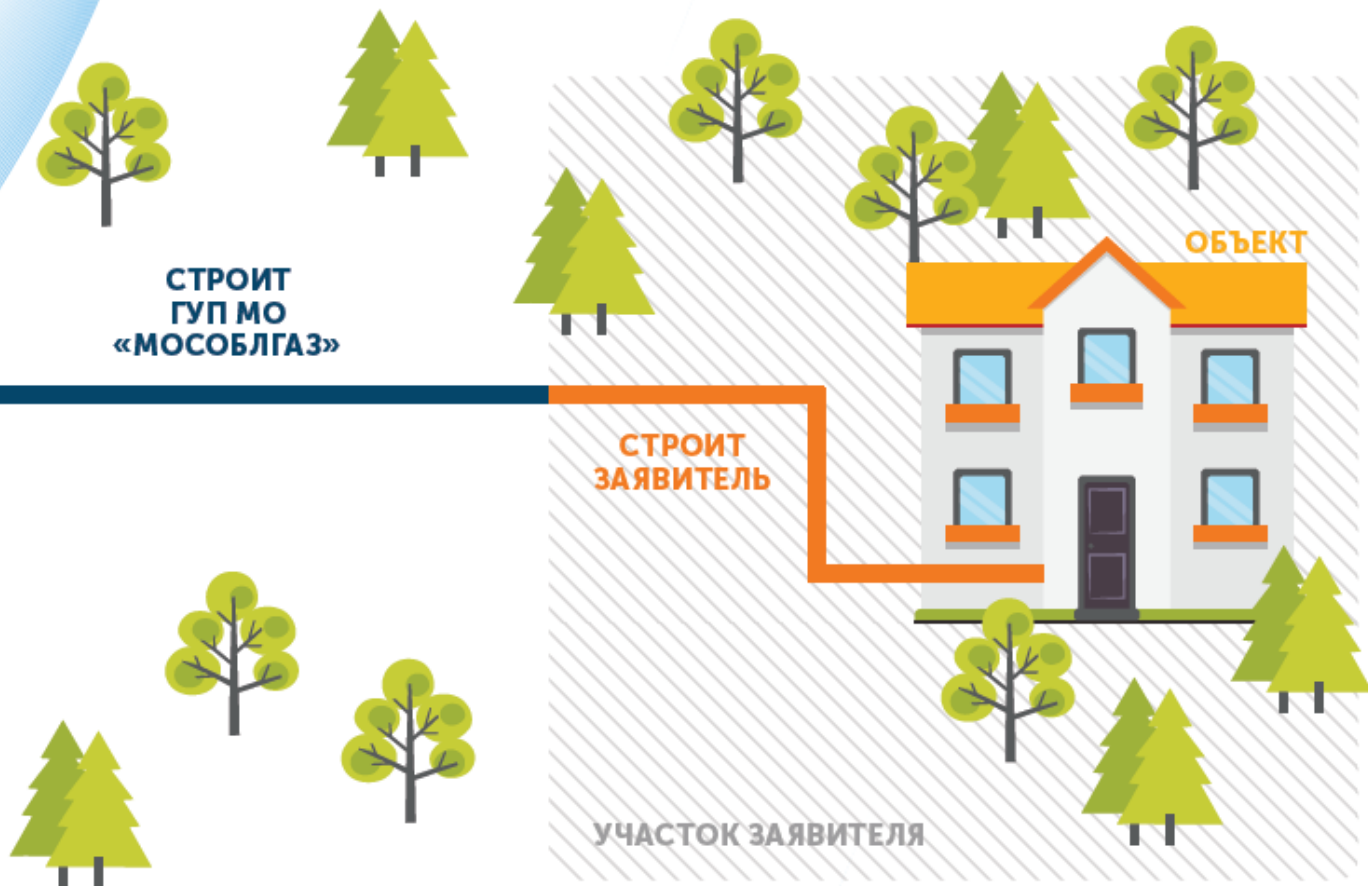 ОБЪЕКТ
СТРОИТ
ГУП МО
«МОСОБЛГАЗ»
СТРОИТ
ЗАЯВИТЕЛЬ
УЧАСТОК ЗАЯВИТЕЛЯ